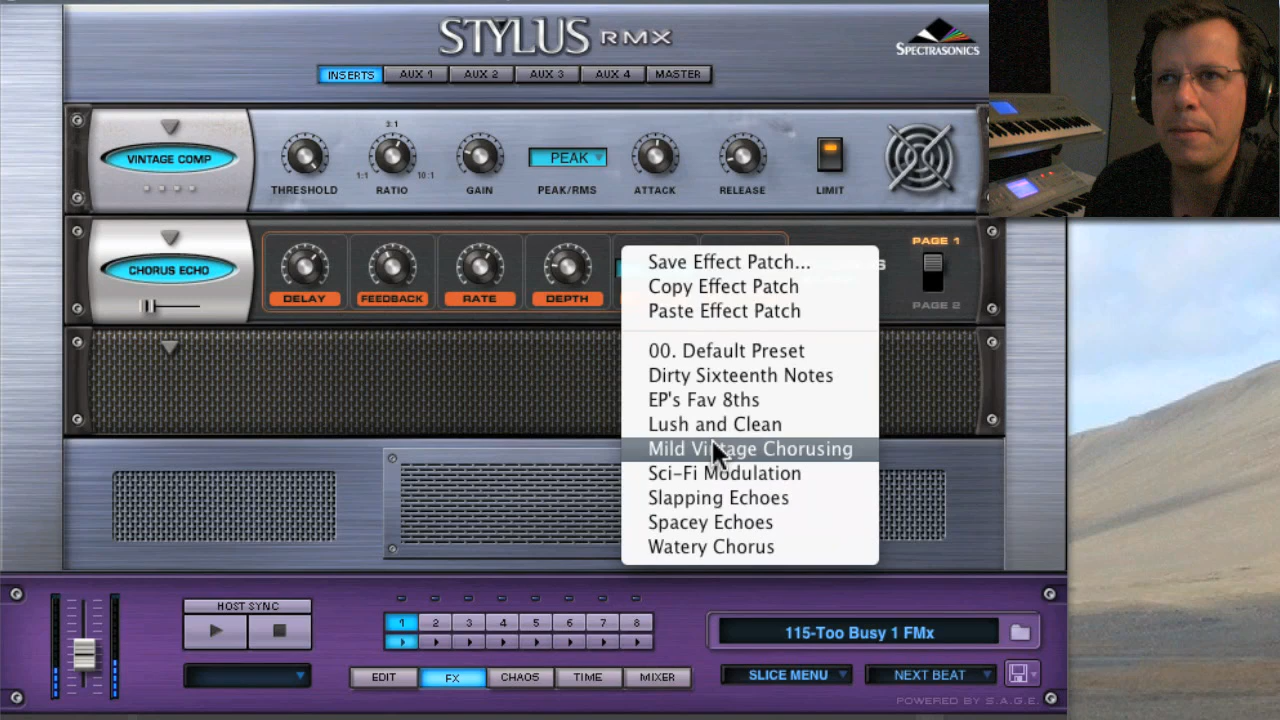 STYLUS RMX
SPECTRASONICS
INSERTS AUX 1 AUX 2 AUX 3 AUX 4 MASTER
VINTAGE COMP
3:1
1:1 10:1
PEAK
THRESHOLD RATIO GAIN PEAK/RMS ATTACK RELEASE LIMIT
CHORUS ECHO
DELAY FEEDBACK RATE DEPTH
PAGE 1
PAGE 2
Save Effect Patch...
Copy Effect Patch
Paste Effect Patch
00. Default Preset
Dirty Sixteenth Notes
EP's Fav 8ths
Lush and Clean
Mild Vintage Chorusing
Sci-Fi Modulation
Slapping Echoes
Spacey Echoes
Watery Chorus
HOST SYNC
1 2 3 4 5 6 7 8
115-Too Busy 1 FMx
EDIT FX CHAOS TIME MIXER
SLICE MENU NEXT BEAT
POWERED BY S.A.G.E.